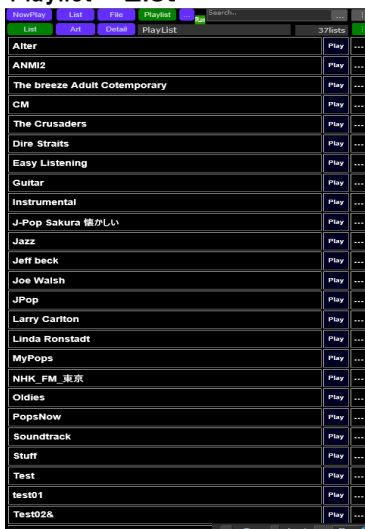 NowPlay List File Playlist ... Search.. ...
List Art Detail PlayList 37lists
Alter Play ...
ANMI2 Play ...
The breeze Adult Cotemporary Play ...
CM Play ...
The Crusaders Play ...
Dire Straits Play ...
Easy Listening Play ...
Guitar Play ...
Instrumental Play ...
J-Pop Sakura 懐かしい Play ...
Jazz Play ...
Jeff beck Play ...
Joe Walsh Play ...
JPop Play ...
Larry Carlton Play ...
Linda Ronstadt Play ...
MyPops Play ...
NHK_FM_東京 Play ...
Oldies Play ...
PopsNow Play ...
Soundtrack Play ...
Stuff Play ...
Test Play ...
test01 Play ...
Test02& Play ...